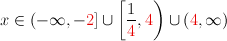 x ∈ (−∞, −2] ∪ [1/4, 4) ∪ (4, ∞)